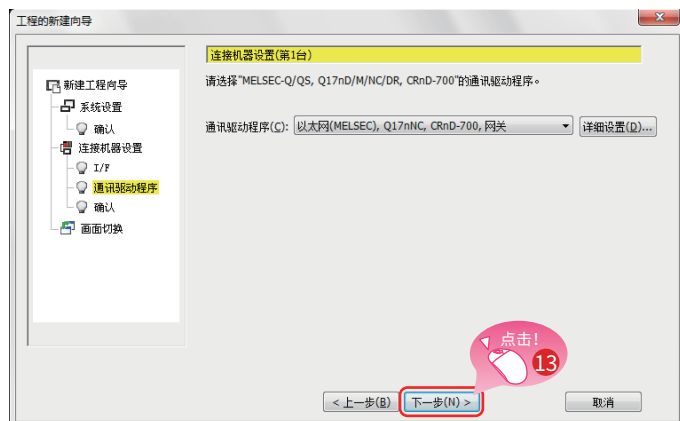 工程的新建向导
新建工程向导
系统设置
确认
连接机器设置
I/F
通讯驱动程序
确认
画面切换
连接机器设置(第1台)
请选择"MELSEC-Q/QS, Q17nD/M/NC/DR, CRnD-700"的通讯驱动程序。
通讯驱动程序(C): 以太网(MELSEC), Q17nNC, CRnD-700, 网关 详细设置(D)...
点击!
13
< 上一步(B) 下一步(N) > 取消